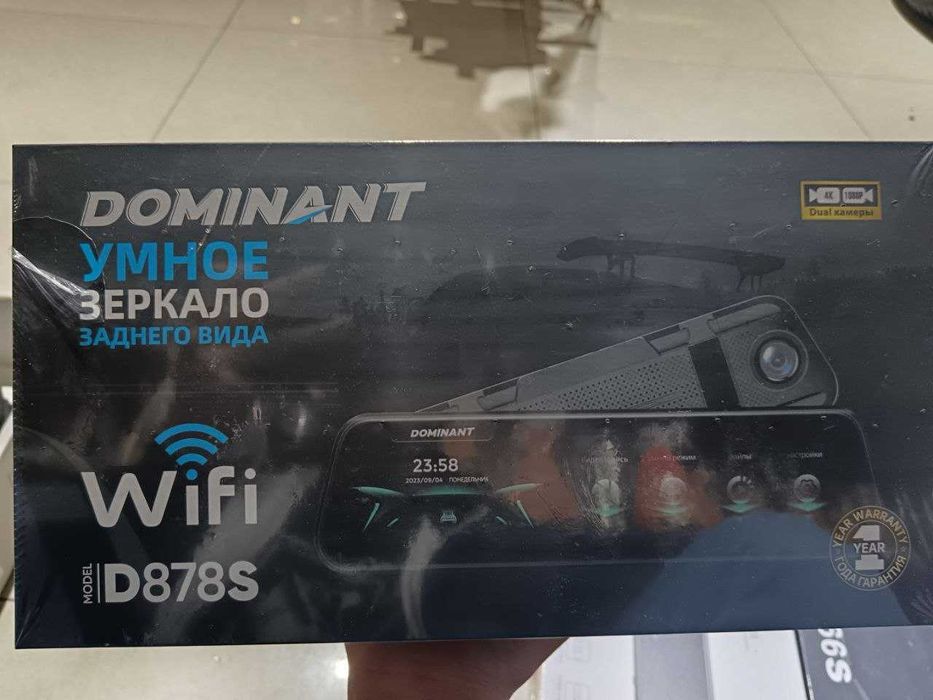 DOMINANT
УМНОЕ
ЗЕРКАЛО
ЗАДНЕГО ВИДА
4K 1080P
Dual камеры
Wifi
MODEL D878S
DOMINANT
23:58
2023/09/04 ПОНЕДЕЛЬНИК
YEAR WARRANTY
1
YEAR
ГОДА ГАРАНТИЯ